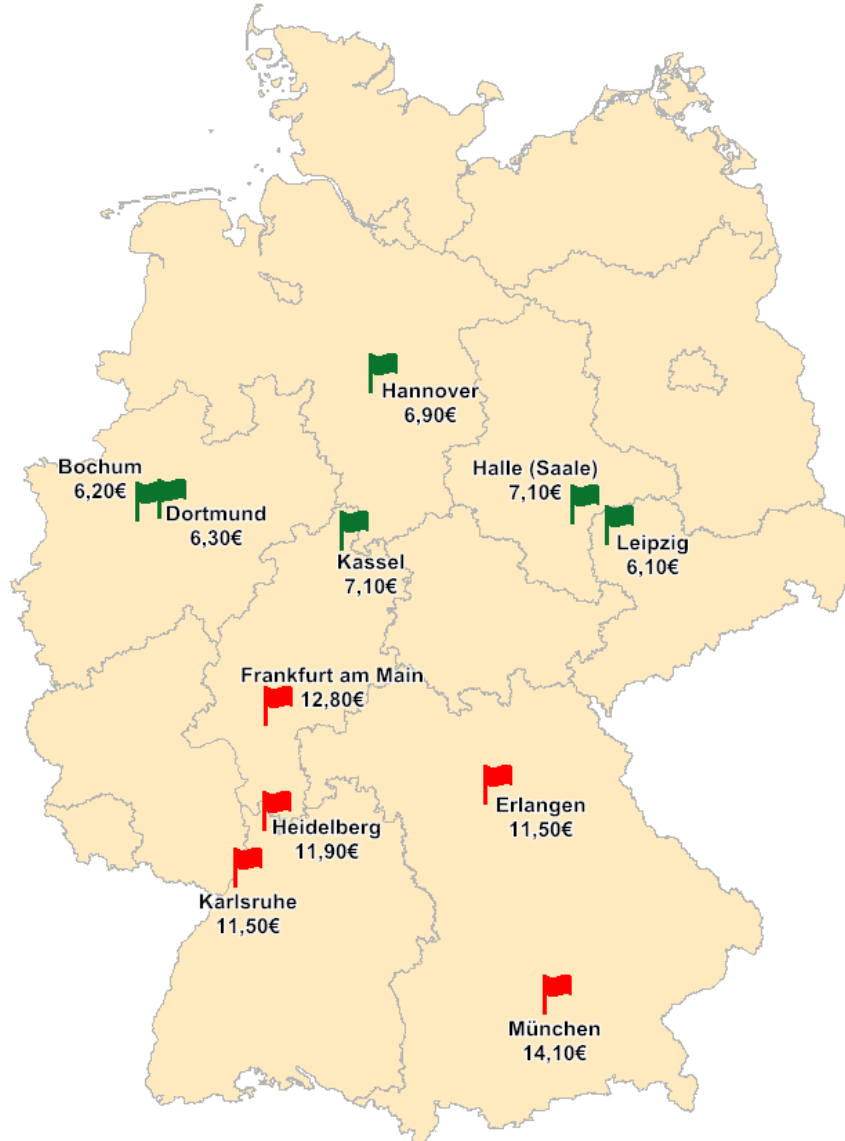 Hannover
6,90€
Bochum
6,20€
Dortmund
6,30€
Halle (Saale)
7,10€
Leipzig
6,10€
Kassel
7,10€
Frankfurt am Main
12,80€
Erlangen
11,50€
Heidelberg
11,90€
Karlsruhe
11,50€
München
14,10€